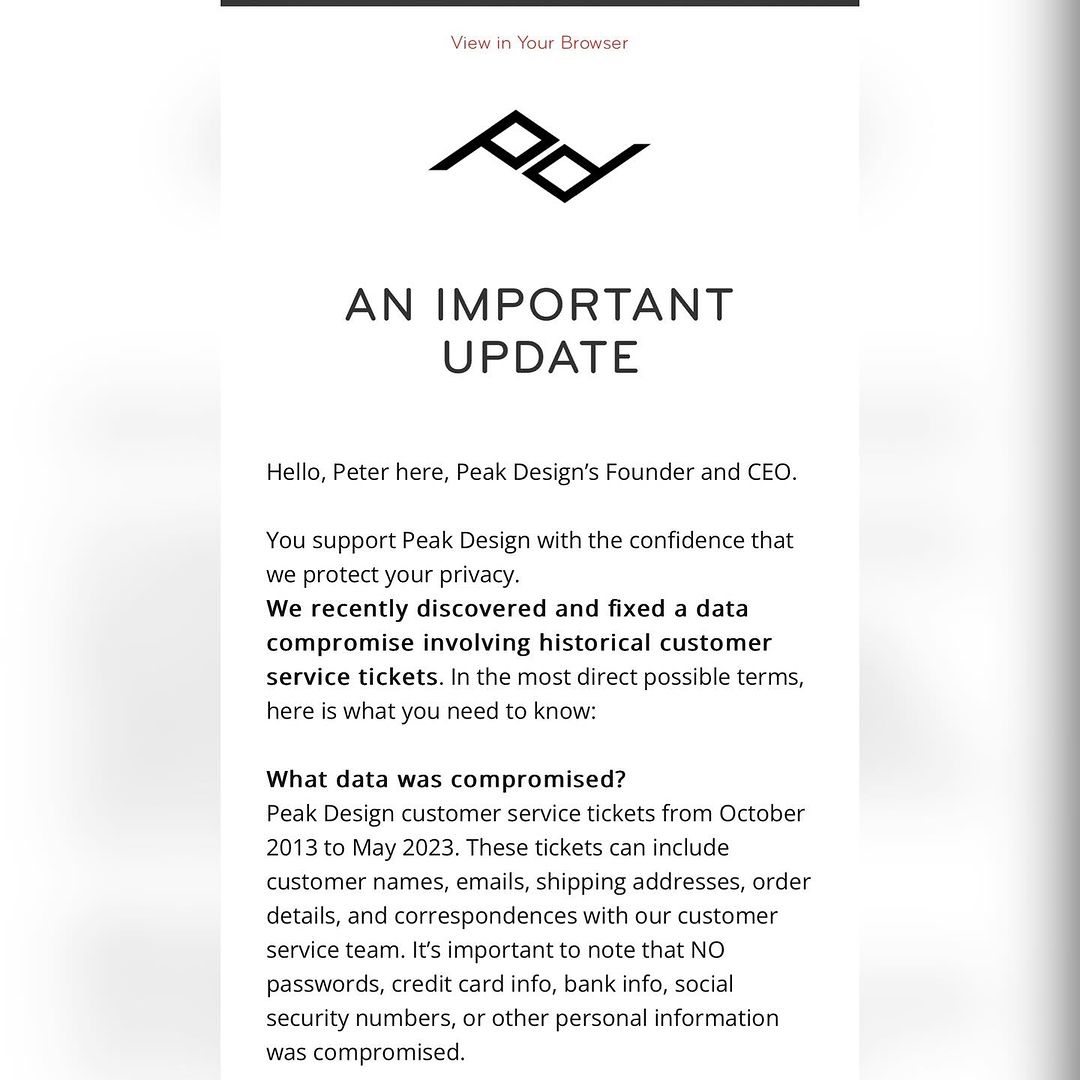 View in Your Browser
AN IMPORTANT
UPDATE
Hello, Peter here, Peak Design’s Founder and CEO.
You support Peak Design with the confidence that
we protect your privacy.
We recently discovered and fixed a data
compromise involving historical customer
service tickets. In the most direct possible terms,
here is what you need to know:
What data was compromised?
Peak Design customer service tickets from October
2013 to May 2023. These tickets can include
customer names, emails, shipping addresses, order
details, and correspondences with our customer
service team. It’s important to note that NO
passwords, credit card info, bank info, social
security numbers, or other personal information
was compromised.